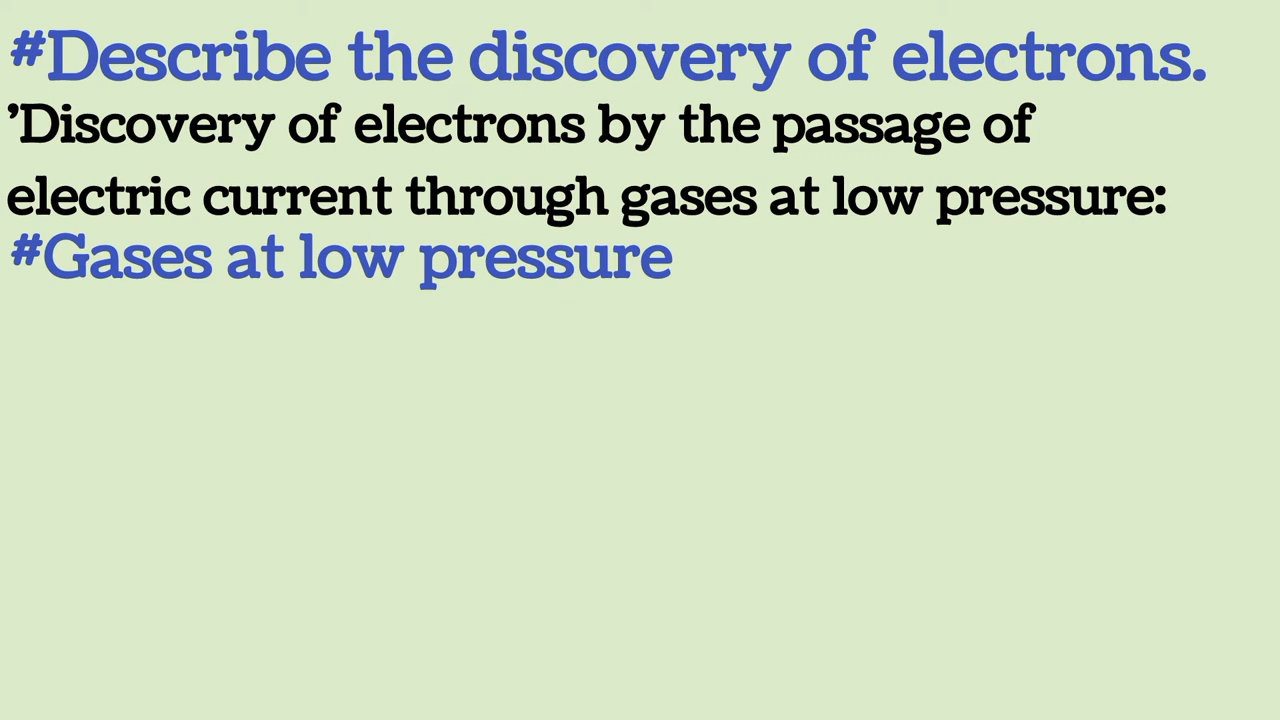 #Describe the discovery of electrons.
’Discovery of electrons by the passage of
electric current through gases at low pressure:
#Gases at low pressure